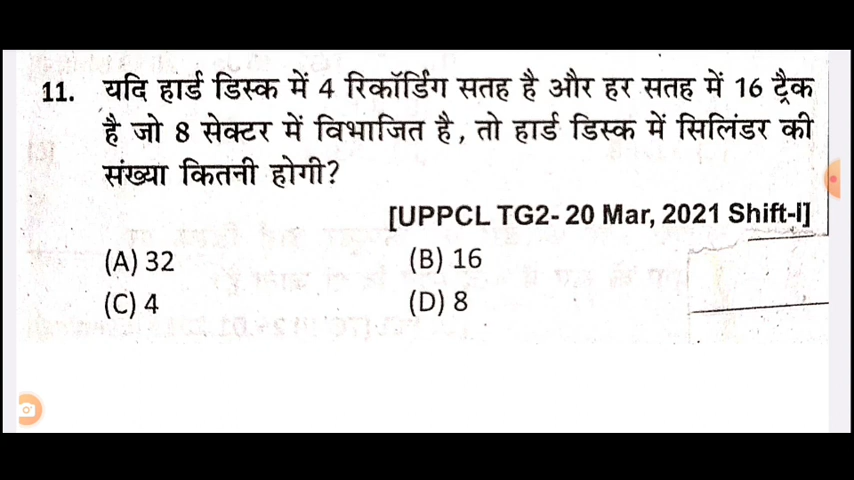 11. यदि हार्ड डिस्क में 4 रिकॉर्डिंग सतह है और हर सतह में 16 ट्रैक
है जो 8 सेक्टर में विभाजित है, तो हार्ड डिस्क में सिलिंडर की
संख्या कितनी होगी?
[UPPCL TG2- 20 Mar, 2021 Shift-I]
(A) 32 (B) 16
(C) 4 (D) 8